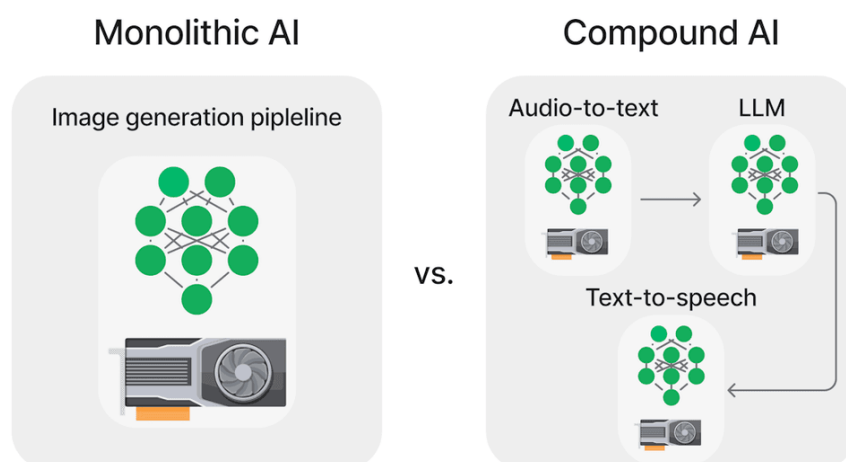 Monolithic AI
Image generation pipleline
vs.
Compound AI
Audio-to-text
LLM
Text-to-speech